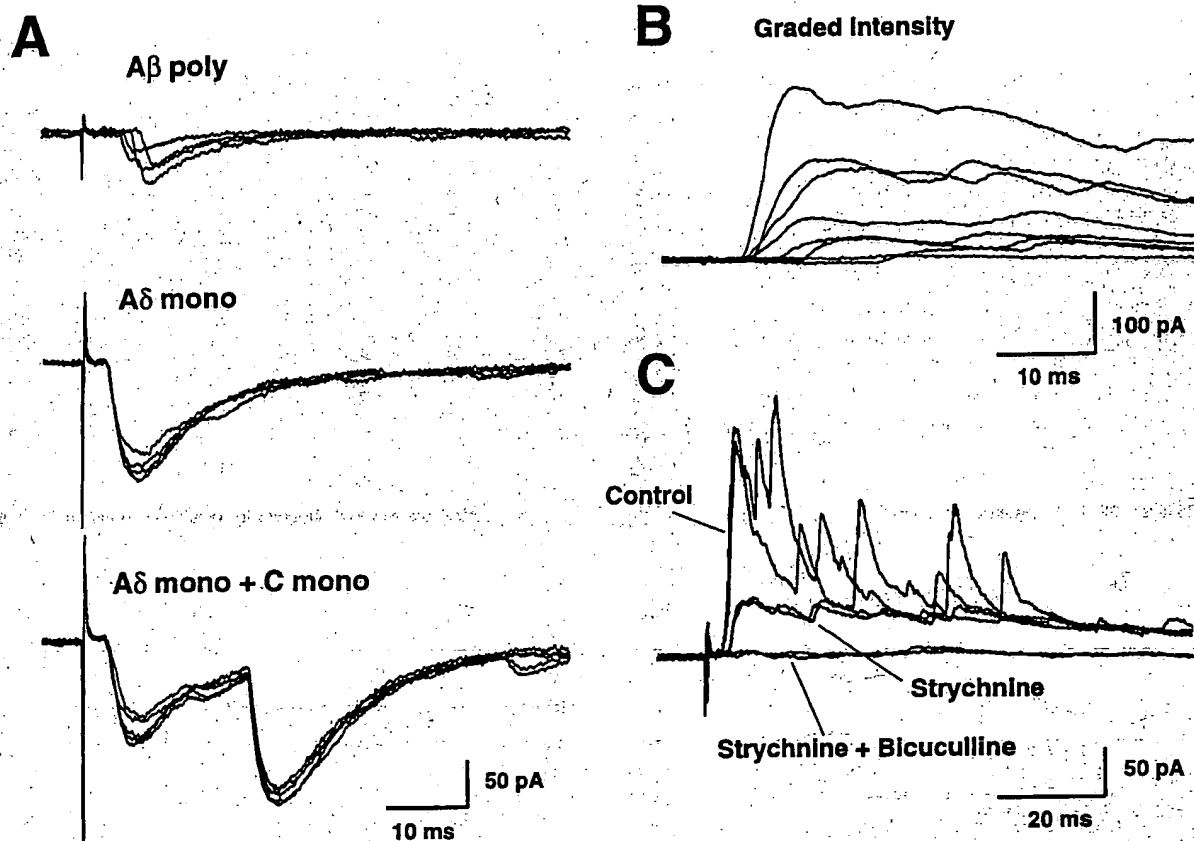 A
Aβ poly
Aδ mono
Aδ mono + C mono
50 pA
10 ms
B
Graded Intensity
100 pA
10 ms
C
Control
Strychnine
Strychnine + Bicuculline
50 pA
20 ms